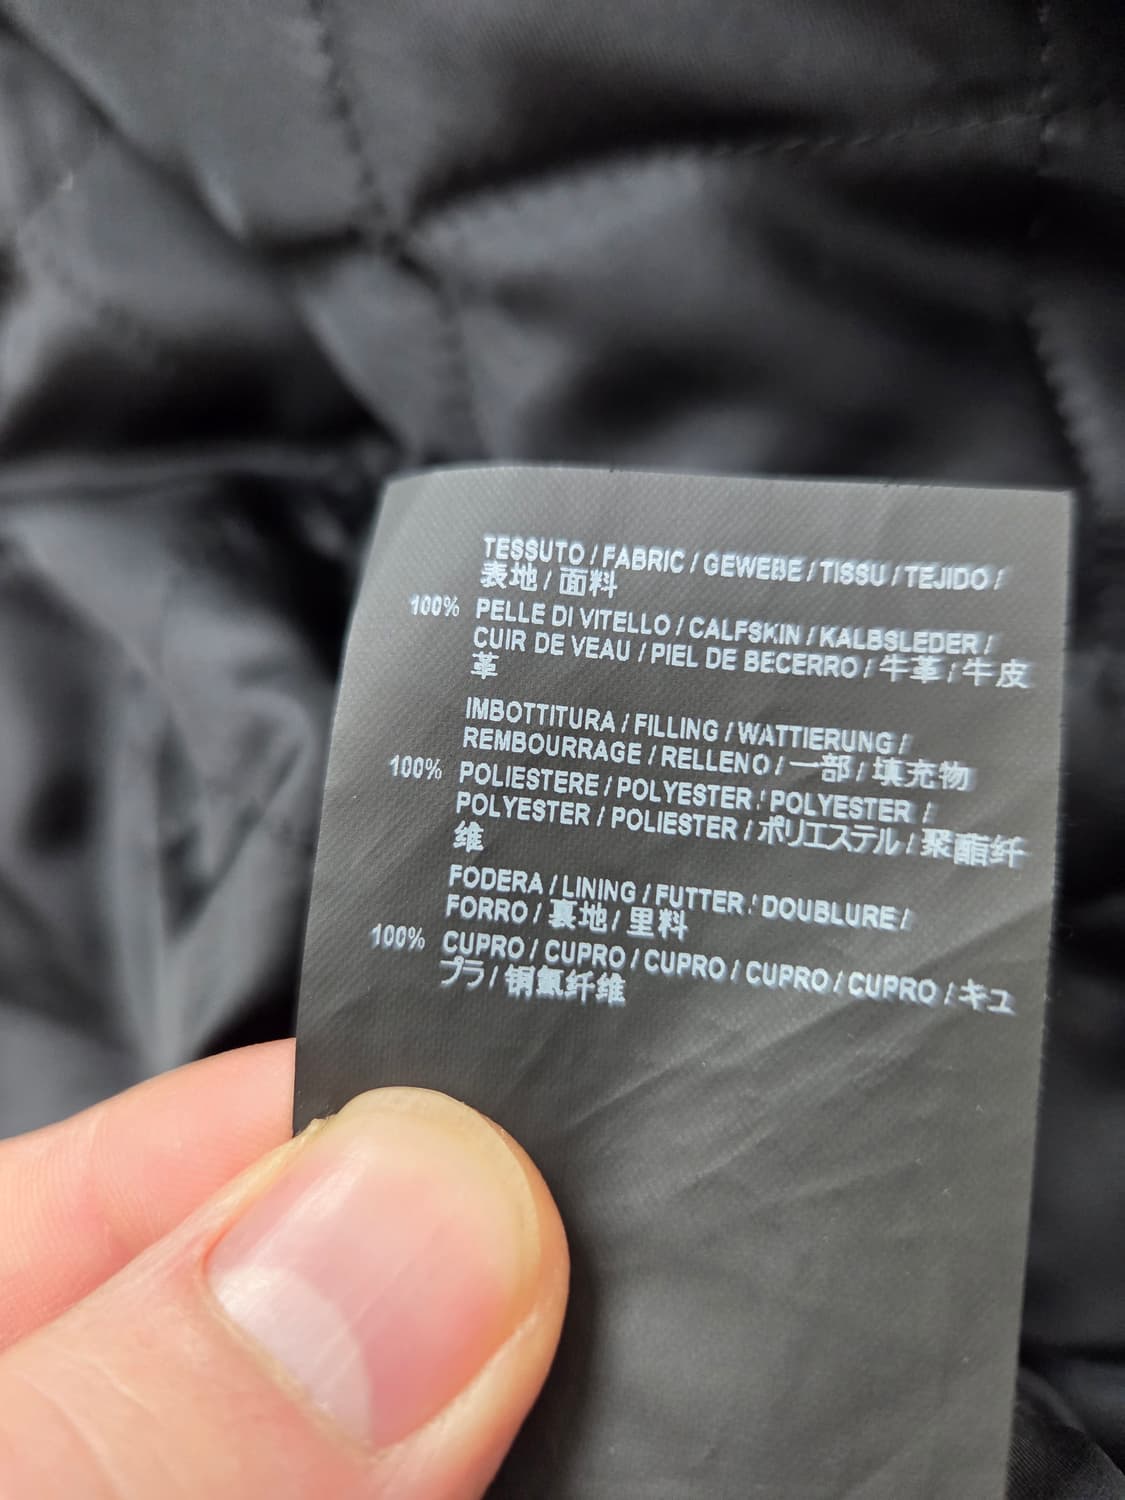 TESSUTO / FABRIC / GEWEBE / TISSU / TEJIDO /
表地 / 面料
100% PELLE DI VITELLO / CALFSKIN / KALBSLEDER /
CUIR DE VEAU / PIEL DE BECERRO / 牛革 / 牛皮
革
IMBOTTITURA / FILLING / WATTIERUNG /
REMBOURRAGE / RELLENO / 一部 / 填充物
100% POLIESTERE / POLYESTER / POLYESTER /
POLYESTER / POLIESTER / ポリエステル / 聚酯纤
维
FODERA / LINING / FUTTER / DOUBLURE /
FORRO / 裏地 / 里料
100% CUPRO / CUPRO / CUPRO / CUPRO / CUPRO / キュ
プラ / 铜氨纤维